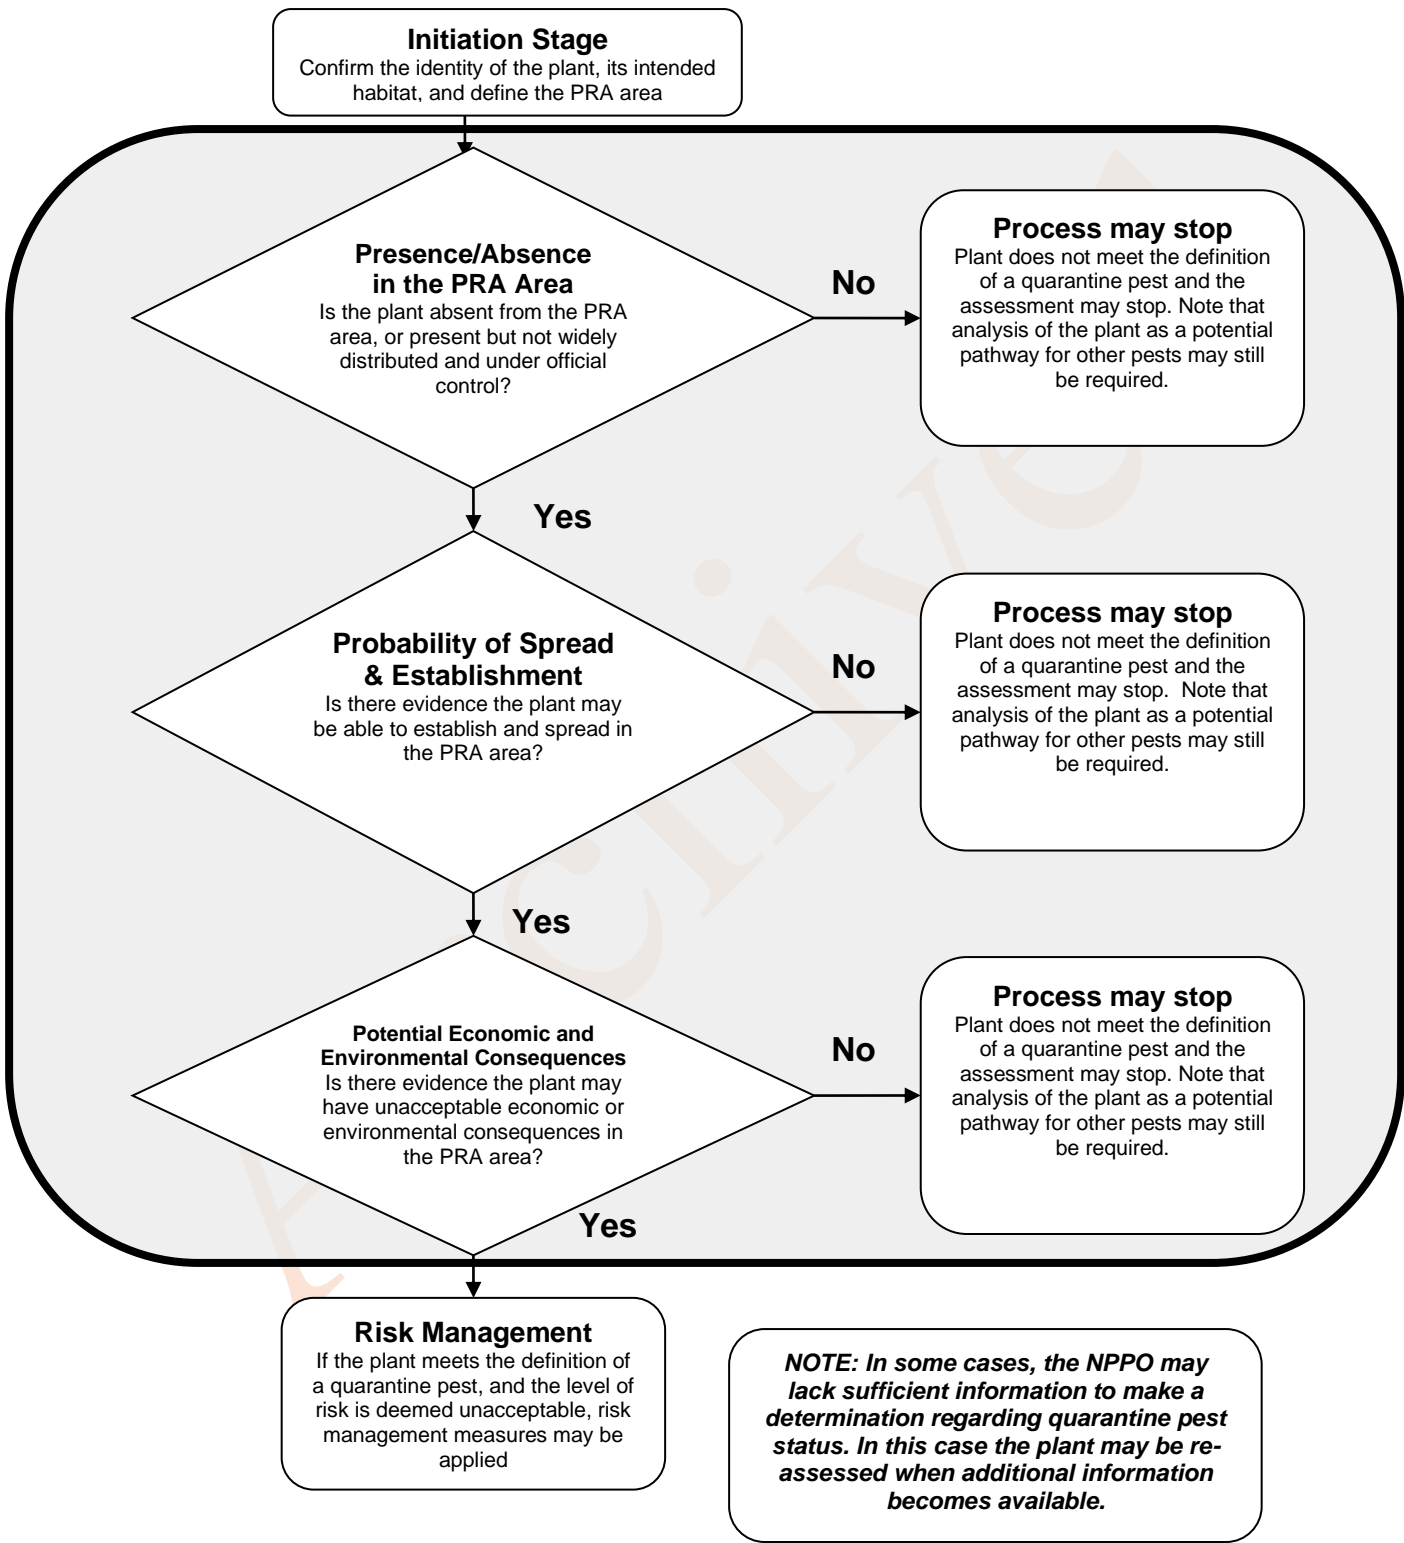 Initiation Stage
Confirm the identity of the plant, its intended
habitat, and define the PRA area
Presence/Absence
in the PRA Area
Is the plant absent from the PRA
area, or present but not widely
distributed and under official
control?
No
Process may stop
Plant does not meet the definition
of a quarantine pest and the
assessment may stop. Note that
analysis of the plant as a potential
pathway for other pests may still
be required.
Yes
Probability of Spread
& Establishment
Is there evidence the plant may
be able to establish and spread in
the PRA area?
No
Process may stop
Plant does not meet the definition
of a quarantine pest and the
assessment may stop. Note that
analysis of the plant as a potential
pathway for other pests may still
be required.
Yes
Potential Economic and
Environmental Consequences
Is there evidence the plant may
have unacceptable economic or
environmental consequences in
the PRA area?
No
Process may stop
Plant does not meet the definition
of a quarantine pest and the
assessment may stop. Note that
analysis of the plant as a potential
pathway for other pests may still
be required.
Yes
Risk Management
If the plant meets the definition of
a quarantine pest, and the level of
risk is deemed unacceptable, risk
management measures may be
applied
NOTE: In some cases, the NPPO may
lack sufficient information to make a
determination regarding quarantine pest
status. In this case the plant may be re-
assessed when additional information
becomes available.